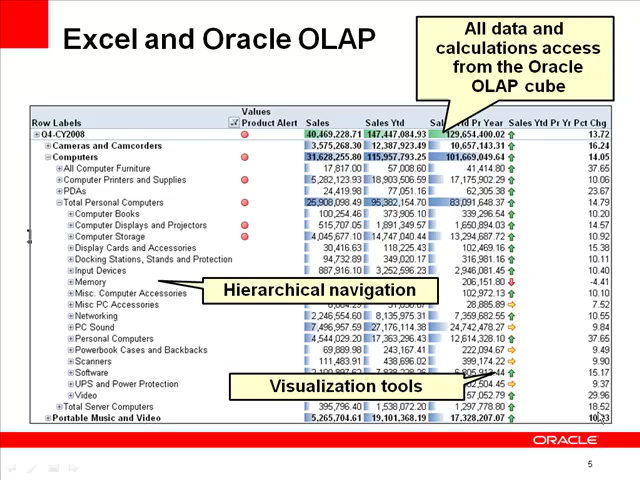 Excel and Oracle OLAP
All data and
calculations access
from the Oracle
OLAP cube
Values
Row Labels Product Alert Sales Sales Ytd Sales Ytd Pr Year Sales Ytd Pr Yr Pct Chg
Q4-CY2008 40,469,228.71 147,447,084.93 129,654,400.02 13.72
Cameras and Camcorders 3,575,268.30 12,387,923.49 10,657,143.31 16.24
Computers 31,628,255.80 115,957,793.25 101,669,049.64 14.05
All Computer Furniture 17,817.00 57,008.60 41,414.80 37.65
Computer Printers and Supplies 5,282,123.93 18,903,506.59 17,175,902.29 10.06
PDAs 24,419.98 77,051.16 62,305.38 23.67
Total Personal Computers 25,908,098.49 95,382,154.70 83,091,648.37 14.79
Computer Books 100,254.46 373,905.10 339,296.54 10.20
Computer Displays and Projectors 515,707.05 1,891,349.57 1,650,894.03 14.57
Computer Storage 4,045,677.10 14,747,040.44 13,294,687.72 10.92
Display Cards and Accessories 30,416.63 118,225.43 102,469.16 15.38
Docking Stations, Stands and Protection 94,732.89 349,020.17 316,981.10 10.11
Input Devices 887,916.10 3,252,596.23 2,946,081.45 10.40
Memory 206,151.80 -4.41
Misc. Computer Accessories 102,972.13 10.10
Misc PC Accessories 28,885.89 7.52
Hierarchical navigation
Networking 2,246,554.60 8,135,975.31 7,359,682.55 10.55
PC Sound 7,496,957.59 27,176,114.38 24,742,478.27 9.84
Personal Computers 4,544,029.20 17,363,296.43 12,614,328.10 37.65
Powerbook Cases and Backpacks 69,889.98 243,167.41 222,094.67 9.49
Scanners 111,483.91 438,696.02 399,174.22 9.90
Software 15.17
UPS and Power Protection 9.37
Video 29.96
Visualization tools
Total Server Computers 395,796.40 1,538,072.20 1,297,778.80 18.52
Portable Music and Video 5,265,704.61 19,101,368.19 17,328,207.07
ORACLE
5